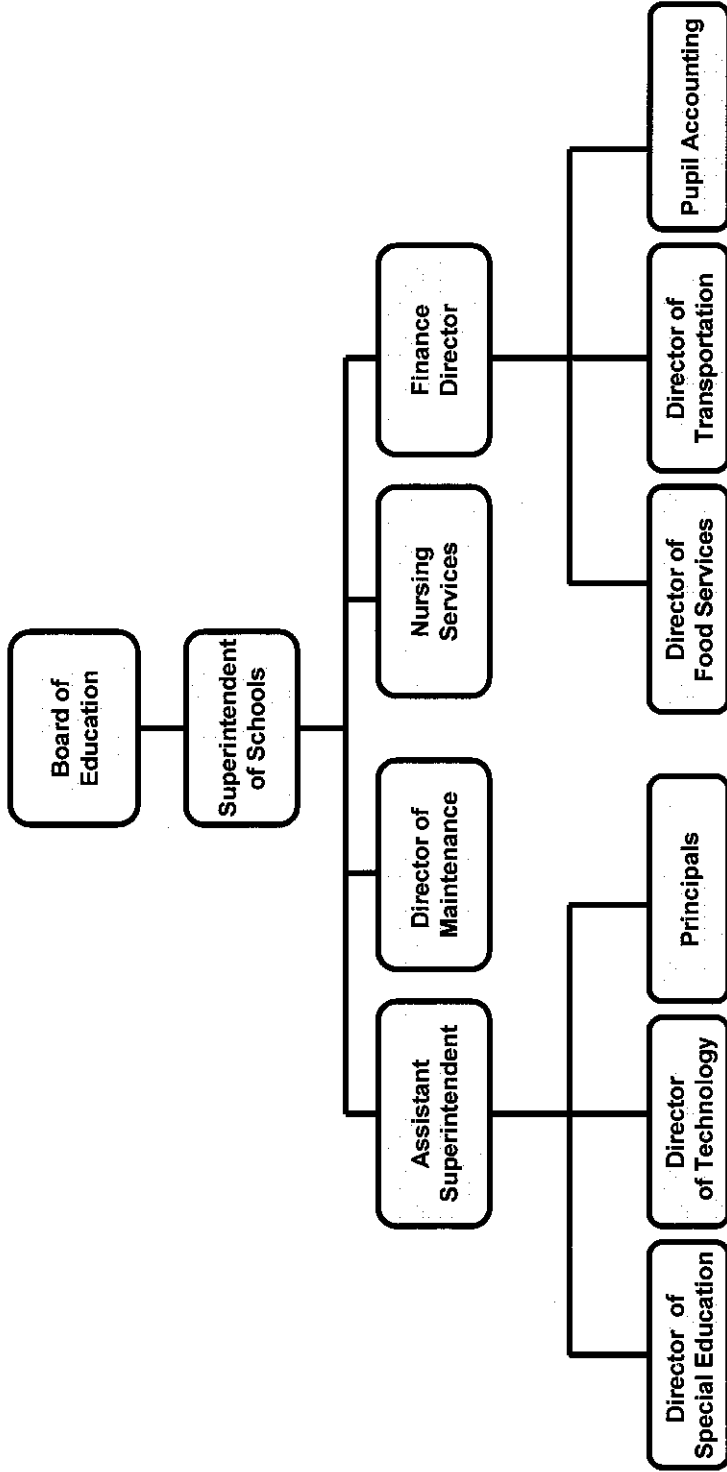 Board of
Education
Superintendent
of Schools
Assistant
Superintendent
Director of
Maintenance
Nursing
Services
Finance
Director
Director of
Special Education
Director
of Technology
Principals
Director of
Food Services
Director of
Transportation
Pupil Accounting